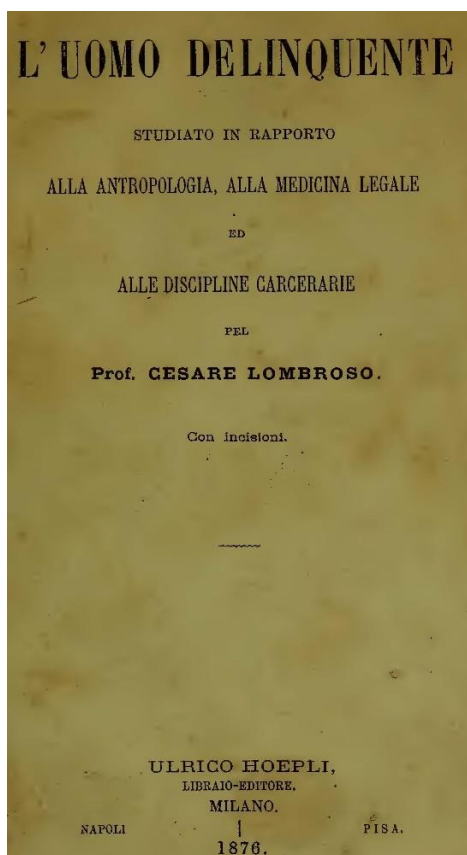 L' UOMO DELINQUENTE
STUDIATO IN RAPPORTO
ALLA ANTROPOLOGIA, ALLA MEDICINA LEGALE
ED
ALLE DISCIPLINE CARCERARIE
PEL
Prof. CESARE LOMBROSO.
Con incisioni.
ULRICO HOEPLI,
LIBRAIO-EDITORE,
MILANO.
NAPOLI PISA.
1876.